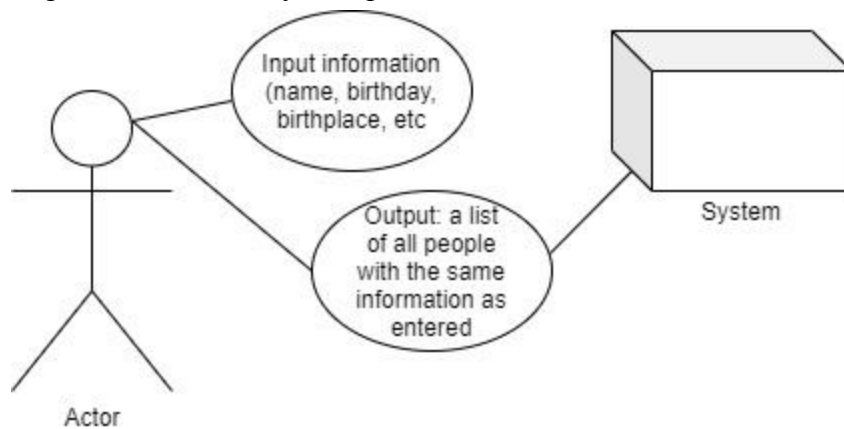 Input information
(name, birthday,
birthplace, etc
Output: a list
of all people
with the same
information as
entered
System
Actor